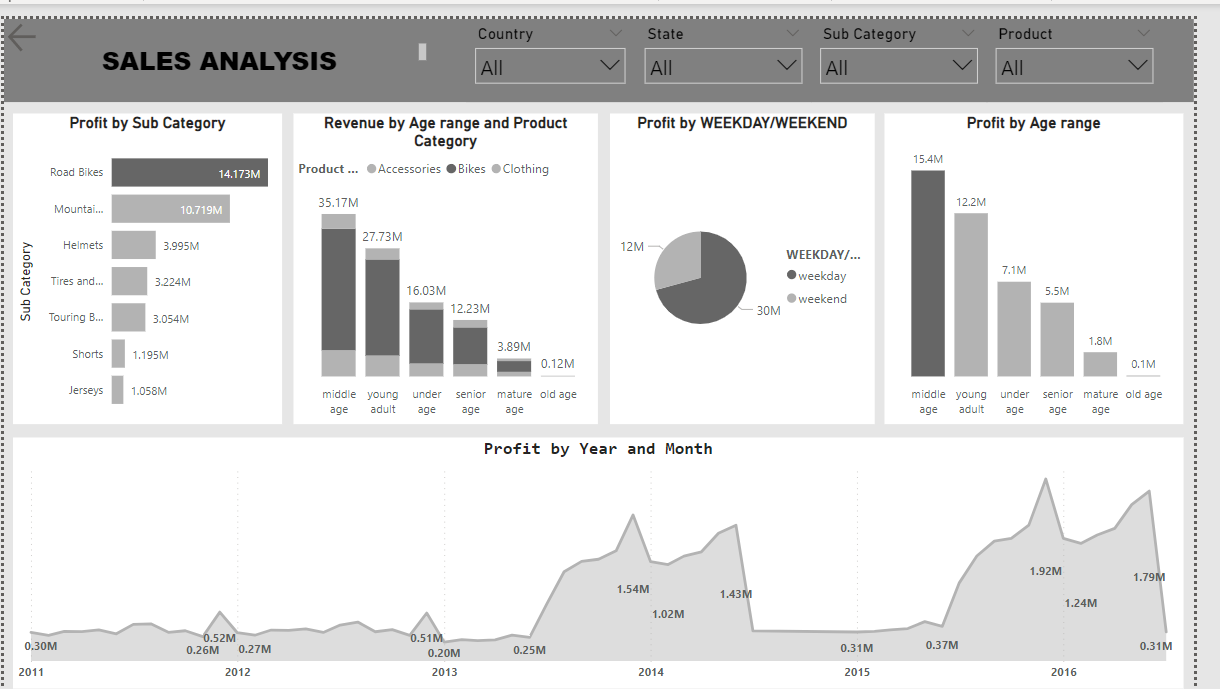 SALES ANALYSIS
Country
State
Sub Category
Product
All
All
All
All
Profit by Sub Category
Sub Category
Road Bikes
14.173M
Mountai...
10.719M
Helmets
3.995M
Tires and...
3.224M
Touring B...
3.054M
Shorts
1.195M
Jerseys
1.058M
Revenue by Age range and Product
Category
Product ...
Accessories
Bikes
Clothing
35.17M
27.73M
16.03M
12.23M
3.89M
0.12M
middle
age
young
adult
under
age
senior
age
mature
age
old age
Profit by WEEKDAY/WEEKEND
12M
30M
WEEKDAY/...
weekday
weekend
Profit by Age range
15.4M
12.2M
7.1M
5.5M
1.8M
0.1M
middle
age
young
adult
under
age
senior
age
mature
age
old age
Profit by Year and Month
0.30M
0.26M
0.52M
0.27M
0.51M
0.20M
0.25M
1.54M
1.02M
1.43M
0.31M
0.37M
1.92M
1.24M
1.79M
0.31M
2011
2012
2013
2014
2015
2016